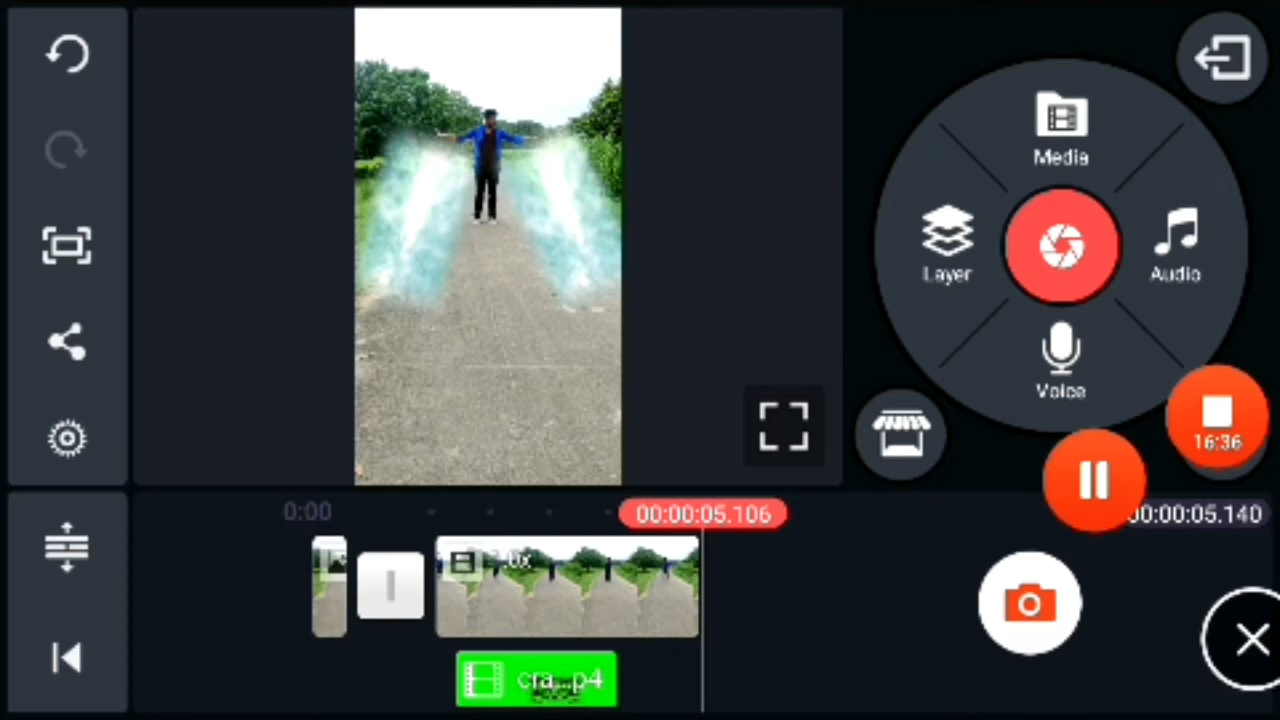 Media
Layer
Audio
Voice
16:36
0:00
00:00:05.106
00:00:05.140
cra...p4